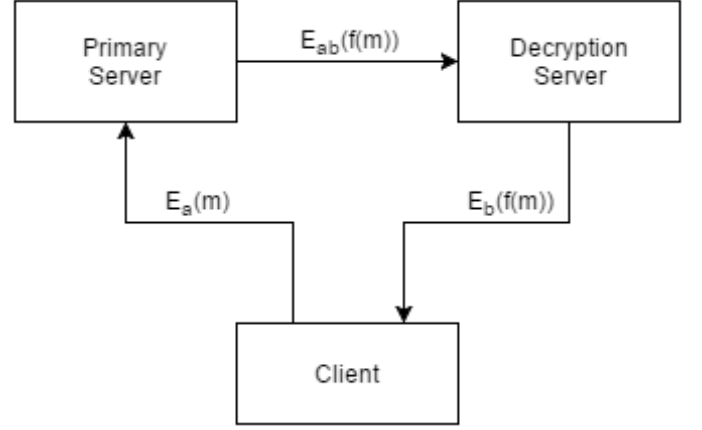 Primary
Server
E_ab(f(m))
Decryption
Server
E_a(m)
E_b(f(m))
Client